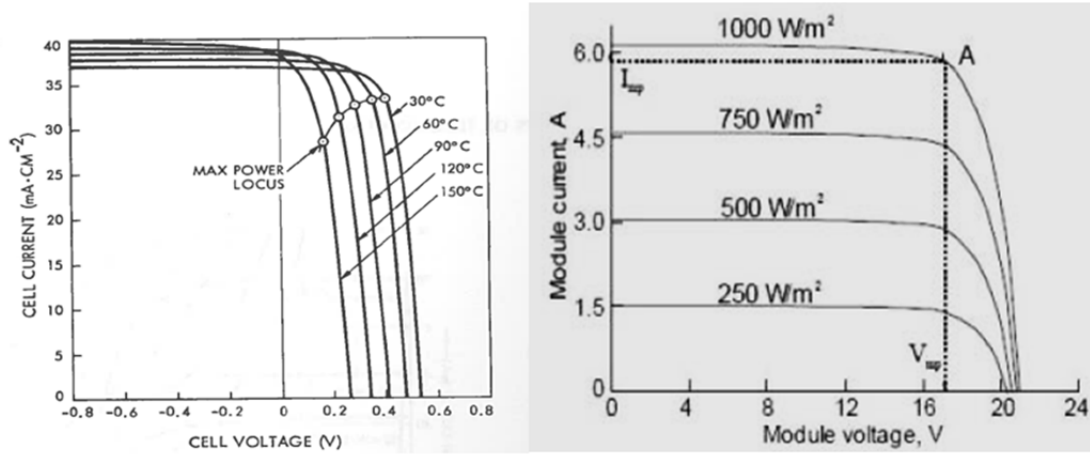 40
35
30
25
20
15
10
5
0
CELL CURRENT (mA·CM⁻²)
30°C
60°C
90°C
120°C
150°C
MAX POWER
LOCUS
-0.8
-0.6
-0.4
-0.2
0
0.2
0.4
0.6
0.8
CELL VOLTAGE (V)
1000 W/m²
A
6.0
Imp
750 W/m²
4.5
500 W/m²
3.0
250 W/m²
1.5
Vmp
0
Module current, A
0
4
8
12
16
20
24
Module voltage, V